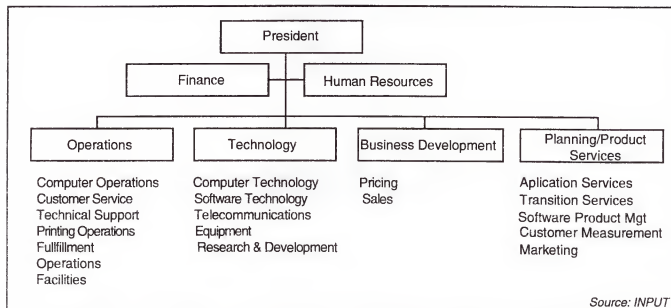 President
Finance
Human Resources
Operations
Technology
Business Development
Planning/Product
Services
Computer Operations
Customer Service
Technical Support
Printing Operations
Fullfillment
Operations
Facilities
Computer Technology
Software Technology
Telecommunications
Equipment
Research & Development
Pricing
Sales
Aplication Services
Transition Services
Software Product Mgt
Customer Measurement
Marketing
Source: INPUT